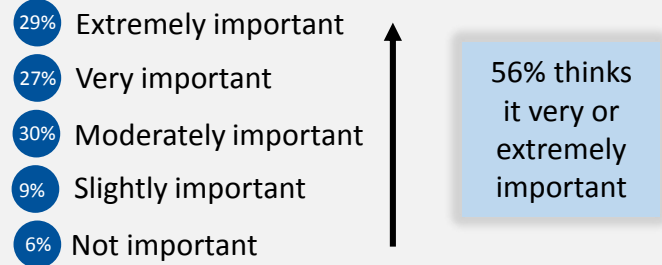 29% Extremely important
27% Very important
30% Moderately important
9% Slightly important
6% Not important
56% thinks
it very or
extremely
important